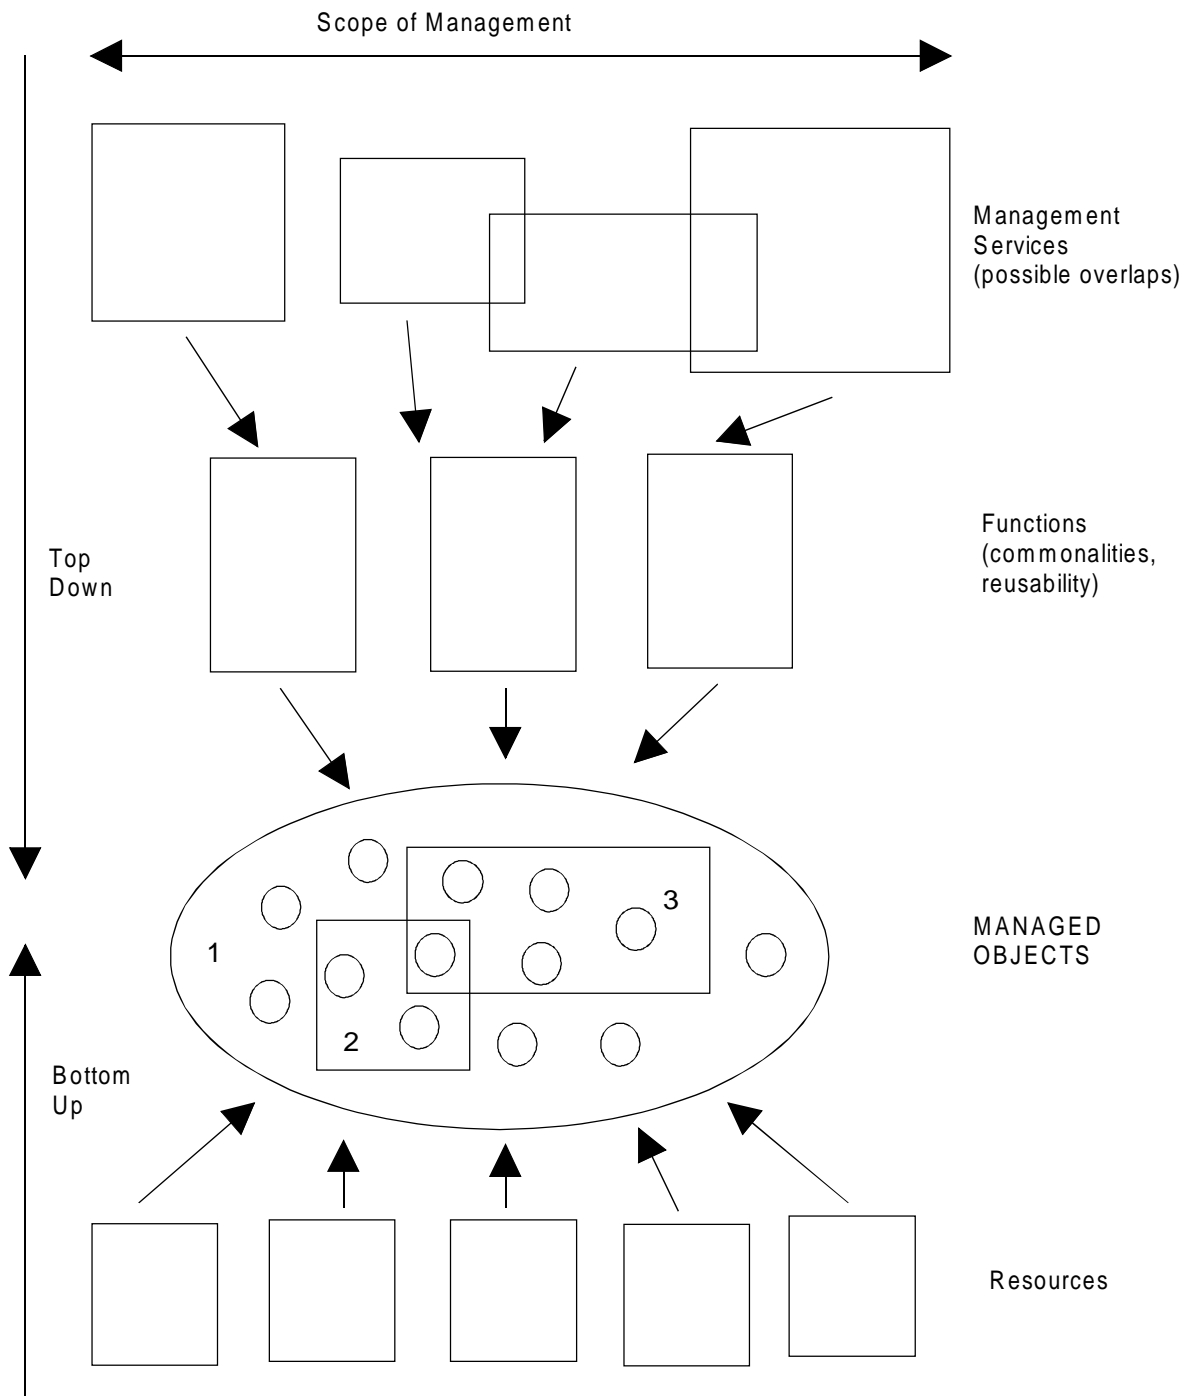 Scope of Management
Management
Services
(possible overlaps)
Functions
(commonalities,
reusability)
Top
Down
3
1
MANAGED
OBJECTS
2
Bottom
Up
Resources